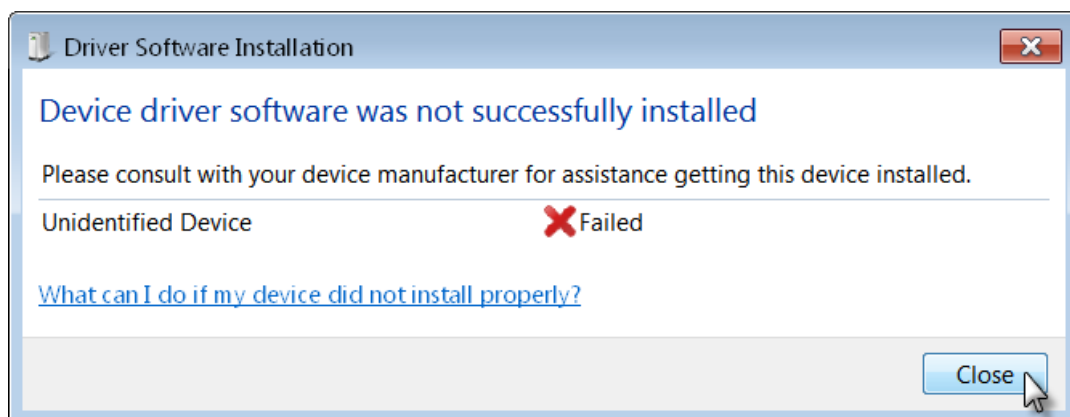 Driver Software Installation
Device driver software was not successfully installed
Please consult with your device manufacturer for assistance getting this device installed.
Unidentified Device Failed
What can I do if my device did not install properly?
Close